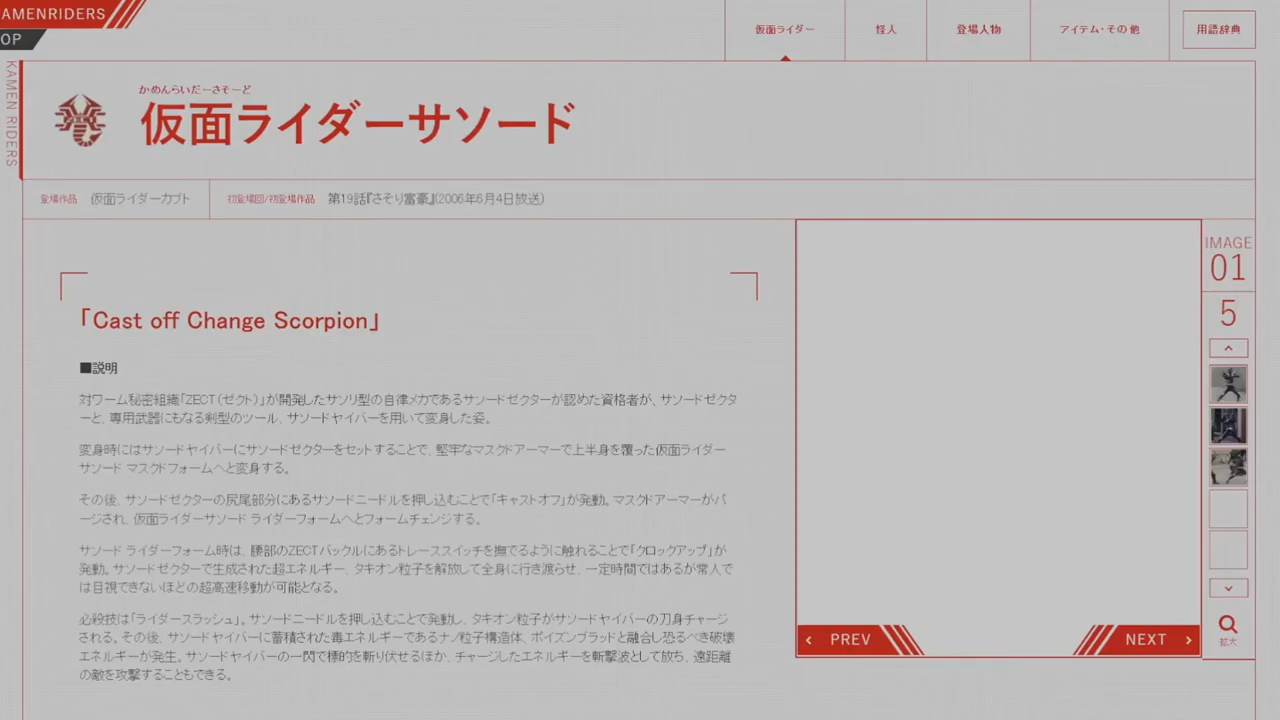 AMENRIDERS
OP
仮面ライダー
怪人
登場人物
アイテム・その他
用語辞典
KAMEN RIDERS
かめんらいだーさそーど
仮面ライダーサソード
登場作品 仮面ライダーカブト
初登場回/初登場作品 第19話『さそり富豪』(2006年6月4日放送)
IMAGE
01
5
「Cast off Change Scorpion」
■説明
対ワーム秘密組織「ZECT（ゼクト）」が開発したサソリ型の自律メカであるサソードゼクターが認めた資格者が、サソードゼクタ
ーと、専用武器にもなる剣型のツール、サソードヤイバーを用いて変身した姿。
変身時にはサソードヤイバーにサソードゼクターをセットすることで、堅牢なマスクドアーマーで上半身を覆った仮面ライダー
サソード マスクドフォームへと変身する。
その後、サソードゼクターの尻尾部分にあるサソードニードルを押し込むことで「キャストオフ」が発動。マスクドアーマーがパ
ージされ、仮面ライダーサソード ライダーフォームへとフォームチェンジする。
サソード ライダーフォーム時は、腰部のZECTバックルにあるトレーススイッチを撫でるように触れることで「クロックアップ」が
発動。サソードゼクターで生成された超エネルギー、タキオン粒子を解放して全身に行き渡らせ、一定時間ではあるが常人で
は目視できないほどの超高速移動が可能となる。
必殺技は「ライダースラッシュ」。サソードニードルを押し込むことで発動し、タキオン粒子がサソードヤイバーの刀身チャージ
される。その後、サソードヤイバーに蓄積された毒エネルギーであるナノ粒子構造体、ポイズンブラッドと融合し恐るべき破壊
エネルギーが発生。サソードヤイバーの一閃で標的を斬り伏せるほか、チャージしたエネルギーを斬撃波として放ち、遠距離
の敵を攻撃することもできる。
PREV
NEXT
拡大